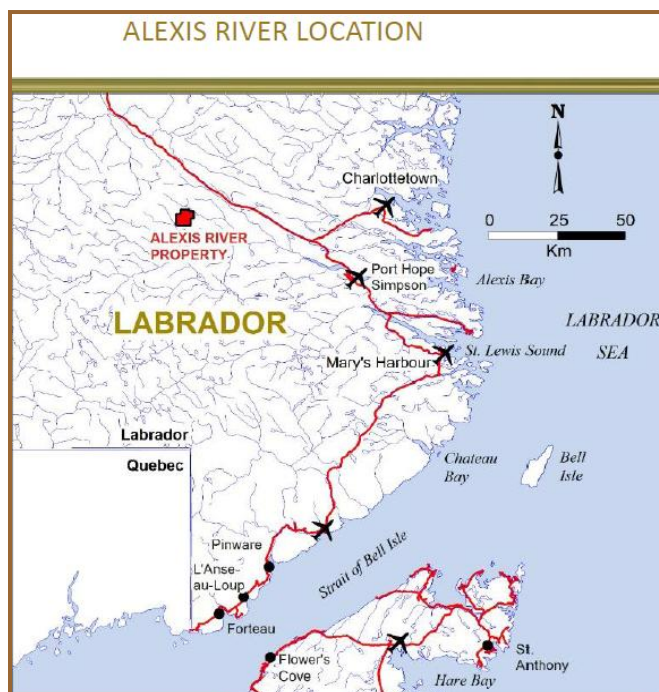 ALEXIS RIVER LOCATION
N
Charlottetown
0 25 50
Km
ALEXIS RIVER
PROPERTY
Port Hope
Simpson
Alexis Bay
LABRADOR
LABRADOR
SEA
Mary's Harbour
St. Lewis Sound
Labrador
Quebec
Chateau
Bay
Bell
Isle
Pinware
L'Anse-
au-Loup
Strait of Bell Isle
Forteau
Flower's
Cove
St.
Anthony
Hare Bay